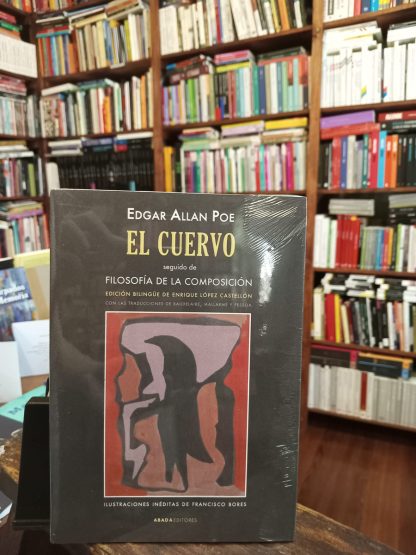 EDGAR ALLAN POE
EL CUERVO
seguido de
FILOSOFÍA DE LA COMPOSICIÓN
EDICIÓN BILINGÜE DE ENRIQUE LÓPEZ CASTELLÓN
CON LAS TRADUCCIONES DE BAUDELAIRE, MALLARMÉ Y PESSOA
ILUSTRACIONES INÉDITAS DE FRANCISCO BORES
ABADA EDITORES